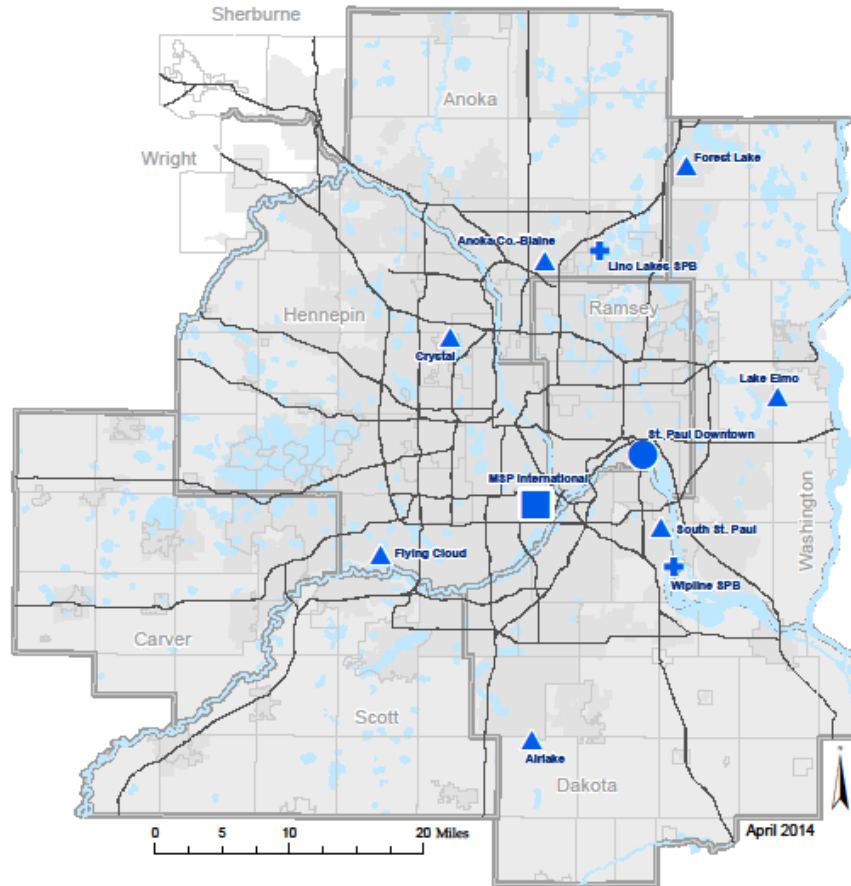 Sherburne
Anoka
Wright
Forest Lake
Anoka Co.-Blaine
Lino Lakes SPB
Hennepin
Ramsey
Crystal
Lake Elmo
St. Paul Downtown
MSP International
South St. Paul
Washington
Flying Cloud
Wipline SPB
Carver
Scott
Airlake
Dakota
April 2014
0 5 10 20 Miles